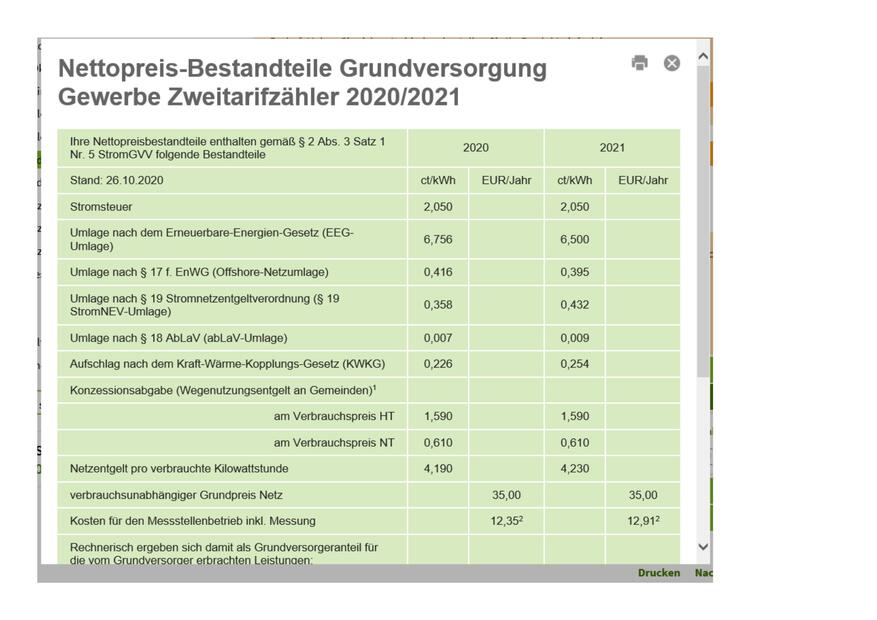 Nettopreis-Bestandteile Grundversorgung
Gewerbe Zweitarifzähler 2020/2021
Ihre Nettopreisbestandteile enthalten gemäß § 2 Abs. 3 Satz 1
Nr. 5 StromGVV folgende Bestandteile
2020 2021
Stand: 26.10.2020 ct/kWh EUR/Jahr ct/kWh EUR/Jahr
Stromsteuer 2,050 2,050
Umlage nach dem Erneuerbare-Energien-Gesetz (EEG-
Umlage) 6,756 6,500
Umlage nach § 17 f. EnWG (Offshore-Netzumlage) 0,416 0,395
Umlage nach § 19 Stromnetzentgeltverordnung (§ 19
StromNEV-Umlage) 0,358 0,432
Umlage nach § 18 AbLaV (abLaV-Umlage) 0,007 0,009
Aufschlag nach dem Kraft-Wärme-Kopplungs-Gesetz (KWKG) 0,226 0,254
Konzessionsabgabe (Wegenutzungsentgelt an Gemeinden)¹
am Verbrauchspreis HT 1,590 1,590
am Verbrauchspreis NT 0,610 0,610
Netzentgelt pro verbrauchte Kilowattstunde 4,190 4,230
verbrauchsunabhängiger Grundpreis Netz 35,00 35,00
Kosten für den Messstellenbetrieb inkl. Messung 12,35² 12,91²
Rechnerisch ergeben sich damit als Grundversorgeranteil für
die vom Grundversorger erbrachten Leistungen:
Drucken Nac